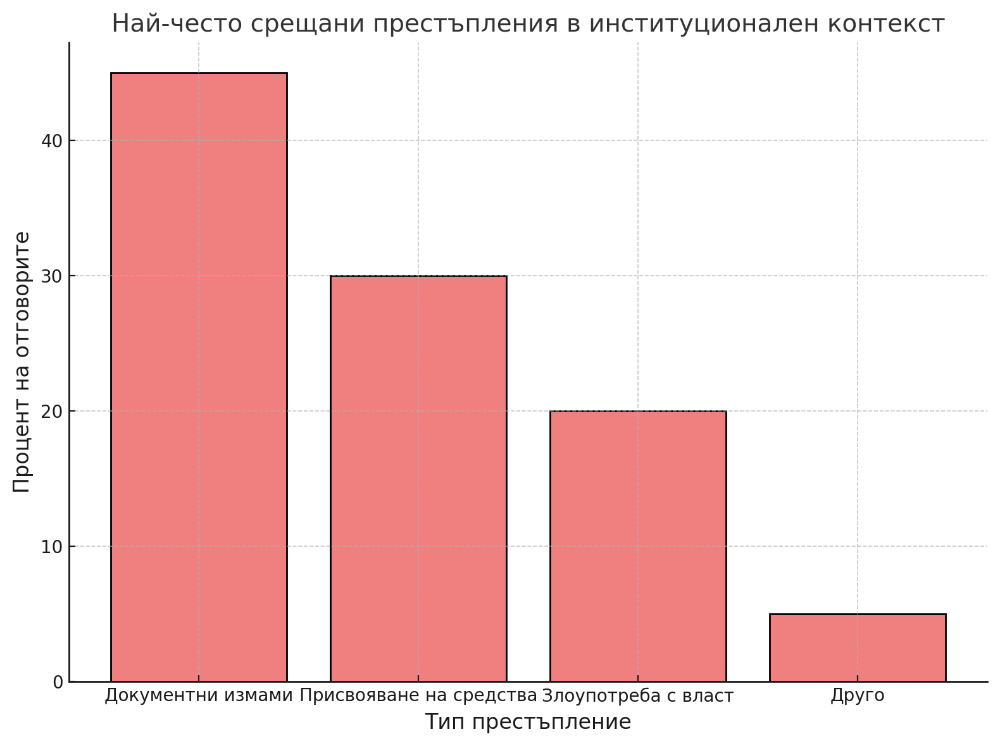 Най-често срещани престъпления в институционален контекст
Процент на отговорите
40
30
20
10
0
Документни измами
Присвояване на средства
Злоупотреба с власт
Друго
Тип престъпление